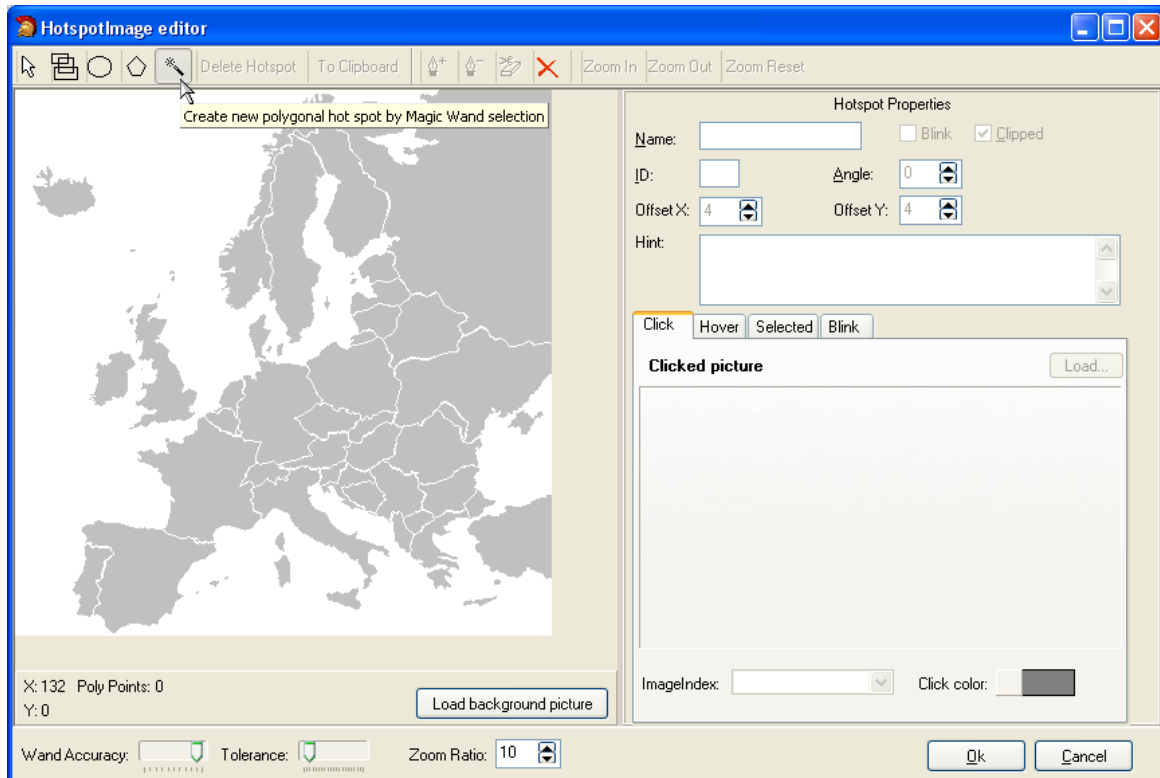 HotspotImage editor
Delete Hotspot To Clipboard Zoom In Zoom Out Zoom Reset
Create new polygonal hot spot by Magic Wand selection
Hotspot Properties
Name: Blink Clipped
ID: Angle: 0
Offset X: 4 Offset Y: 4
Hint:
Click Hover Selected Blink
Clicked picture Load...
ImageIndex: Click color:
X: 132 Poly Points: 0
Y: 0
Load background picture
Wand Accuracy: Tolerance: Zoom Ratio: 10 Ok Cancel